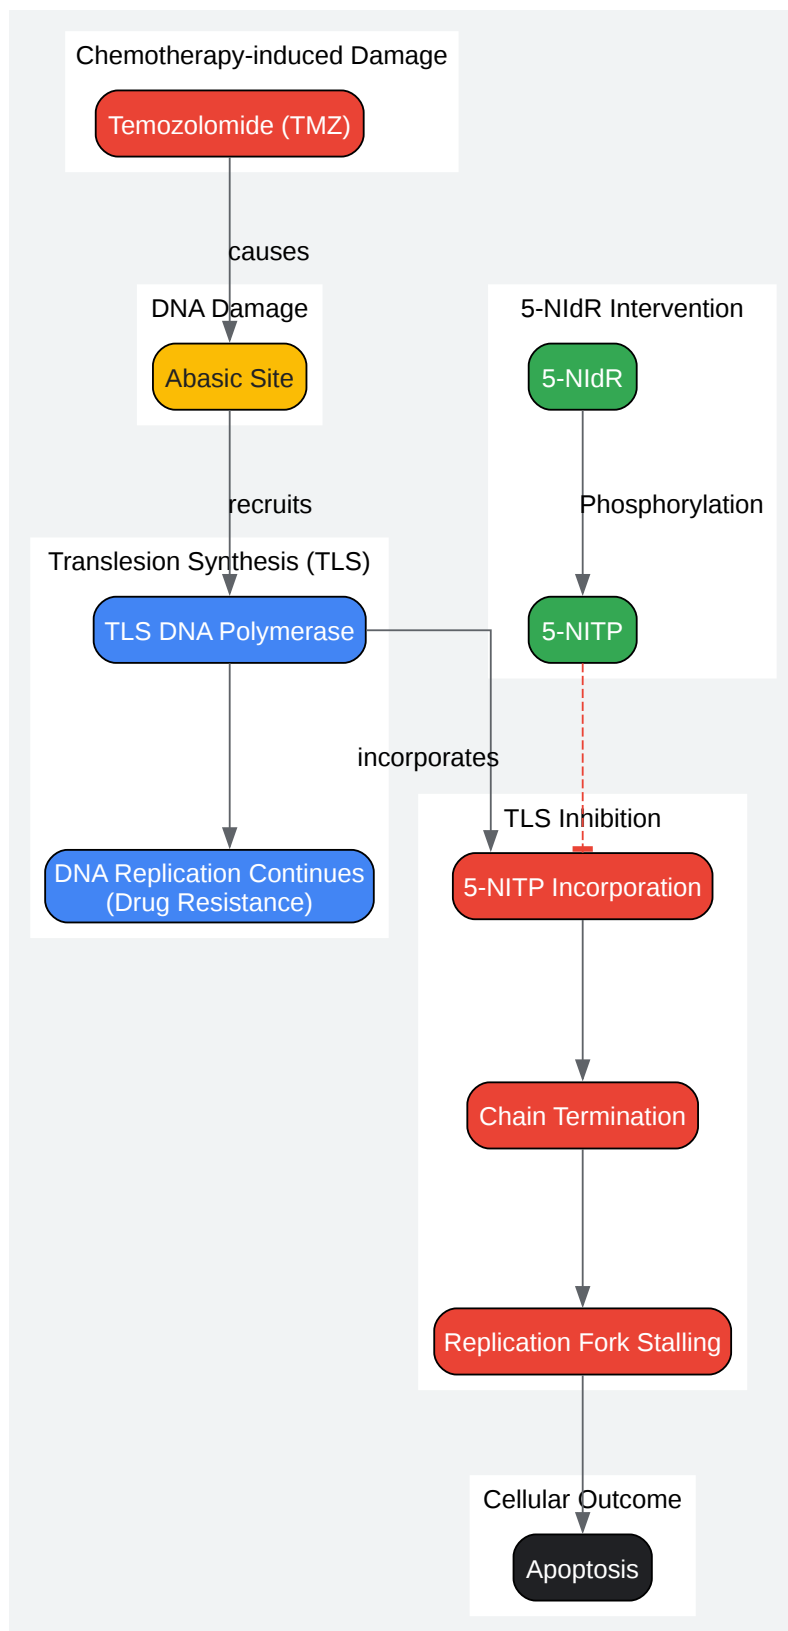 Chemotherapy-induced Damage
Temozolomide (TMZ)
causes
DNA Damage
Abasic Site
5-NIdR Intervention
5-NIdR
recruits
Phosphorylation
Translesion Synthesis (TLS)
TLS DNA Polymerase
5-NITP
incorporates
TLS Inhibition
DNA Replication Continues
(Drug Resistance)
5-NITP Incorporation
Chain Termination
Replication Fork Stalling
Cellular Outcome
Apoptosis